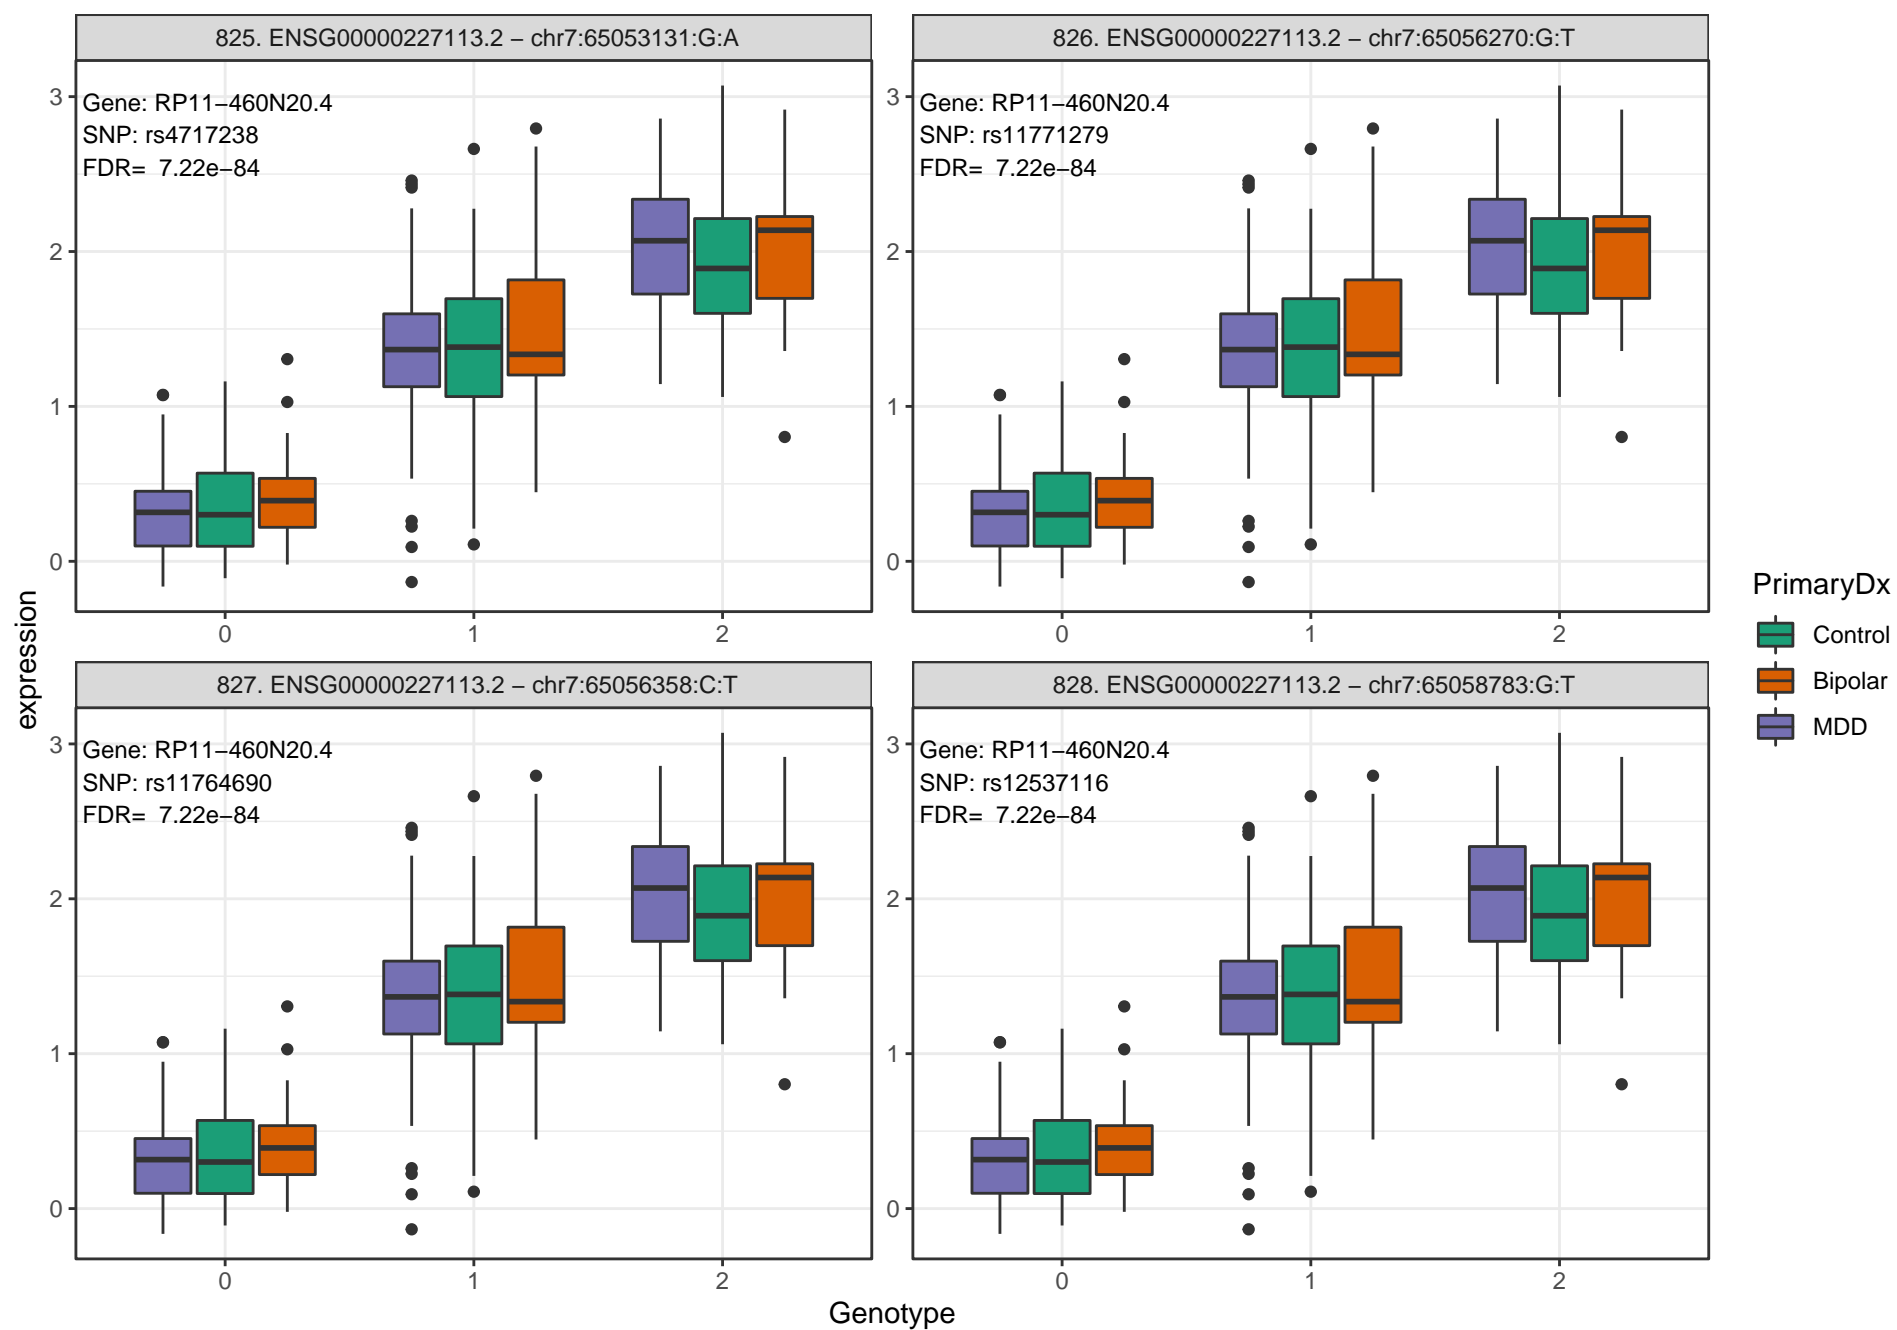 825. ENSG00000227113.2 − chr7:65053131:G:A
826. ENSG00000227113.2 − chr7:65056270:G:T
Gene: RP11−460N20.4
SNP: rs4717238
FDR= 7.22e−84
Gene: RP11−460N20.4
SNP: rs11771279
FDR= 7.22e−84
3
2
1
0
3
2
1
0
0
1
2
0
1
2
827. ENSG00000227113.2 − chr7:65056358:C:T
828. ENSG00000227113.2 − chr7:65058783:G:T
Gene: RP11−460N20.4
SNP: rs11764690
FDR= 7.22e−84
Gene: RP11−460N20.4
SNP: rs12537116
FDR= 7.22e−84
3
2
1
0
3
2
1
0
0
1
2
0
1
2
expression
Genotype
PrimaryDx
Control
Bipolar
MDD